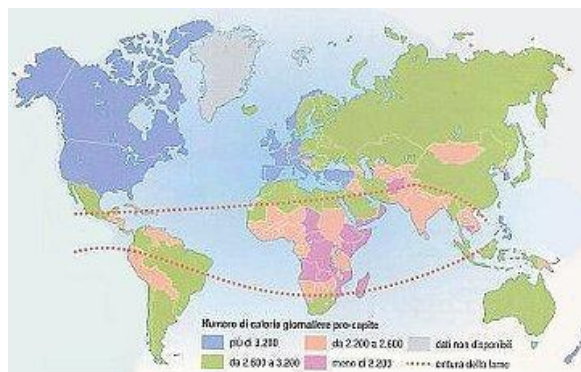 Numero di calorie giornaliere pro-capite
più di 3.200
da 2.200 a 2.600
dati non disponibili
da 2.600 a 3.200
meno di 2.200
cintura della fame